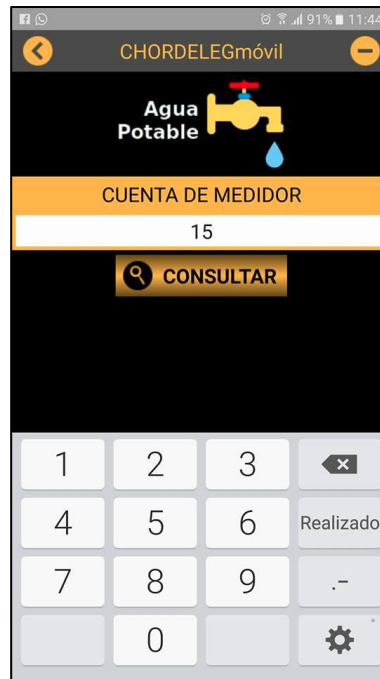 91% 11:44
CHORDELEGmóvil
Agua
Potable
CUENTA DE MEDIDOR
15
CONSULTAR
1 2 3
4 5 6 Realizado
7 8 9 .-
0